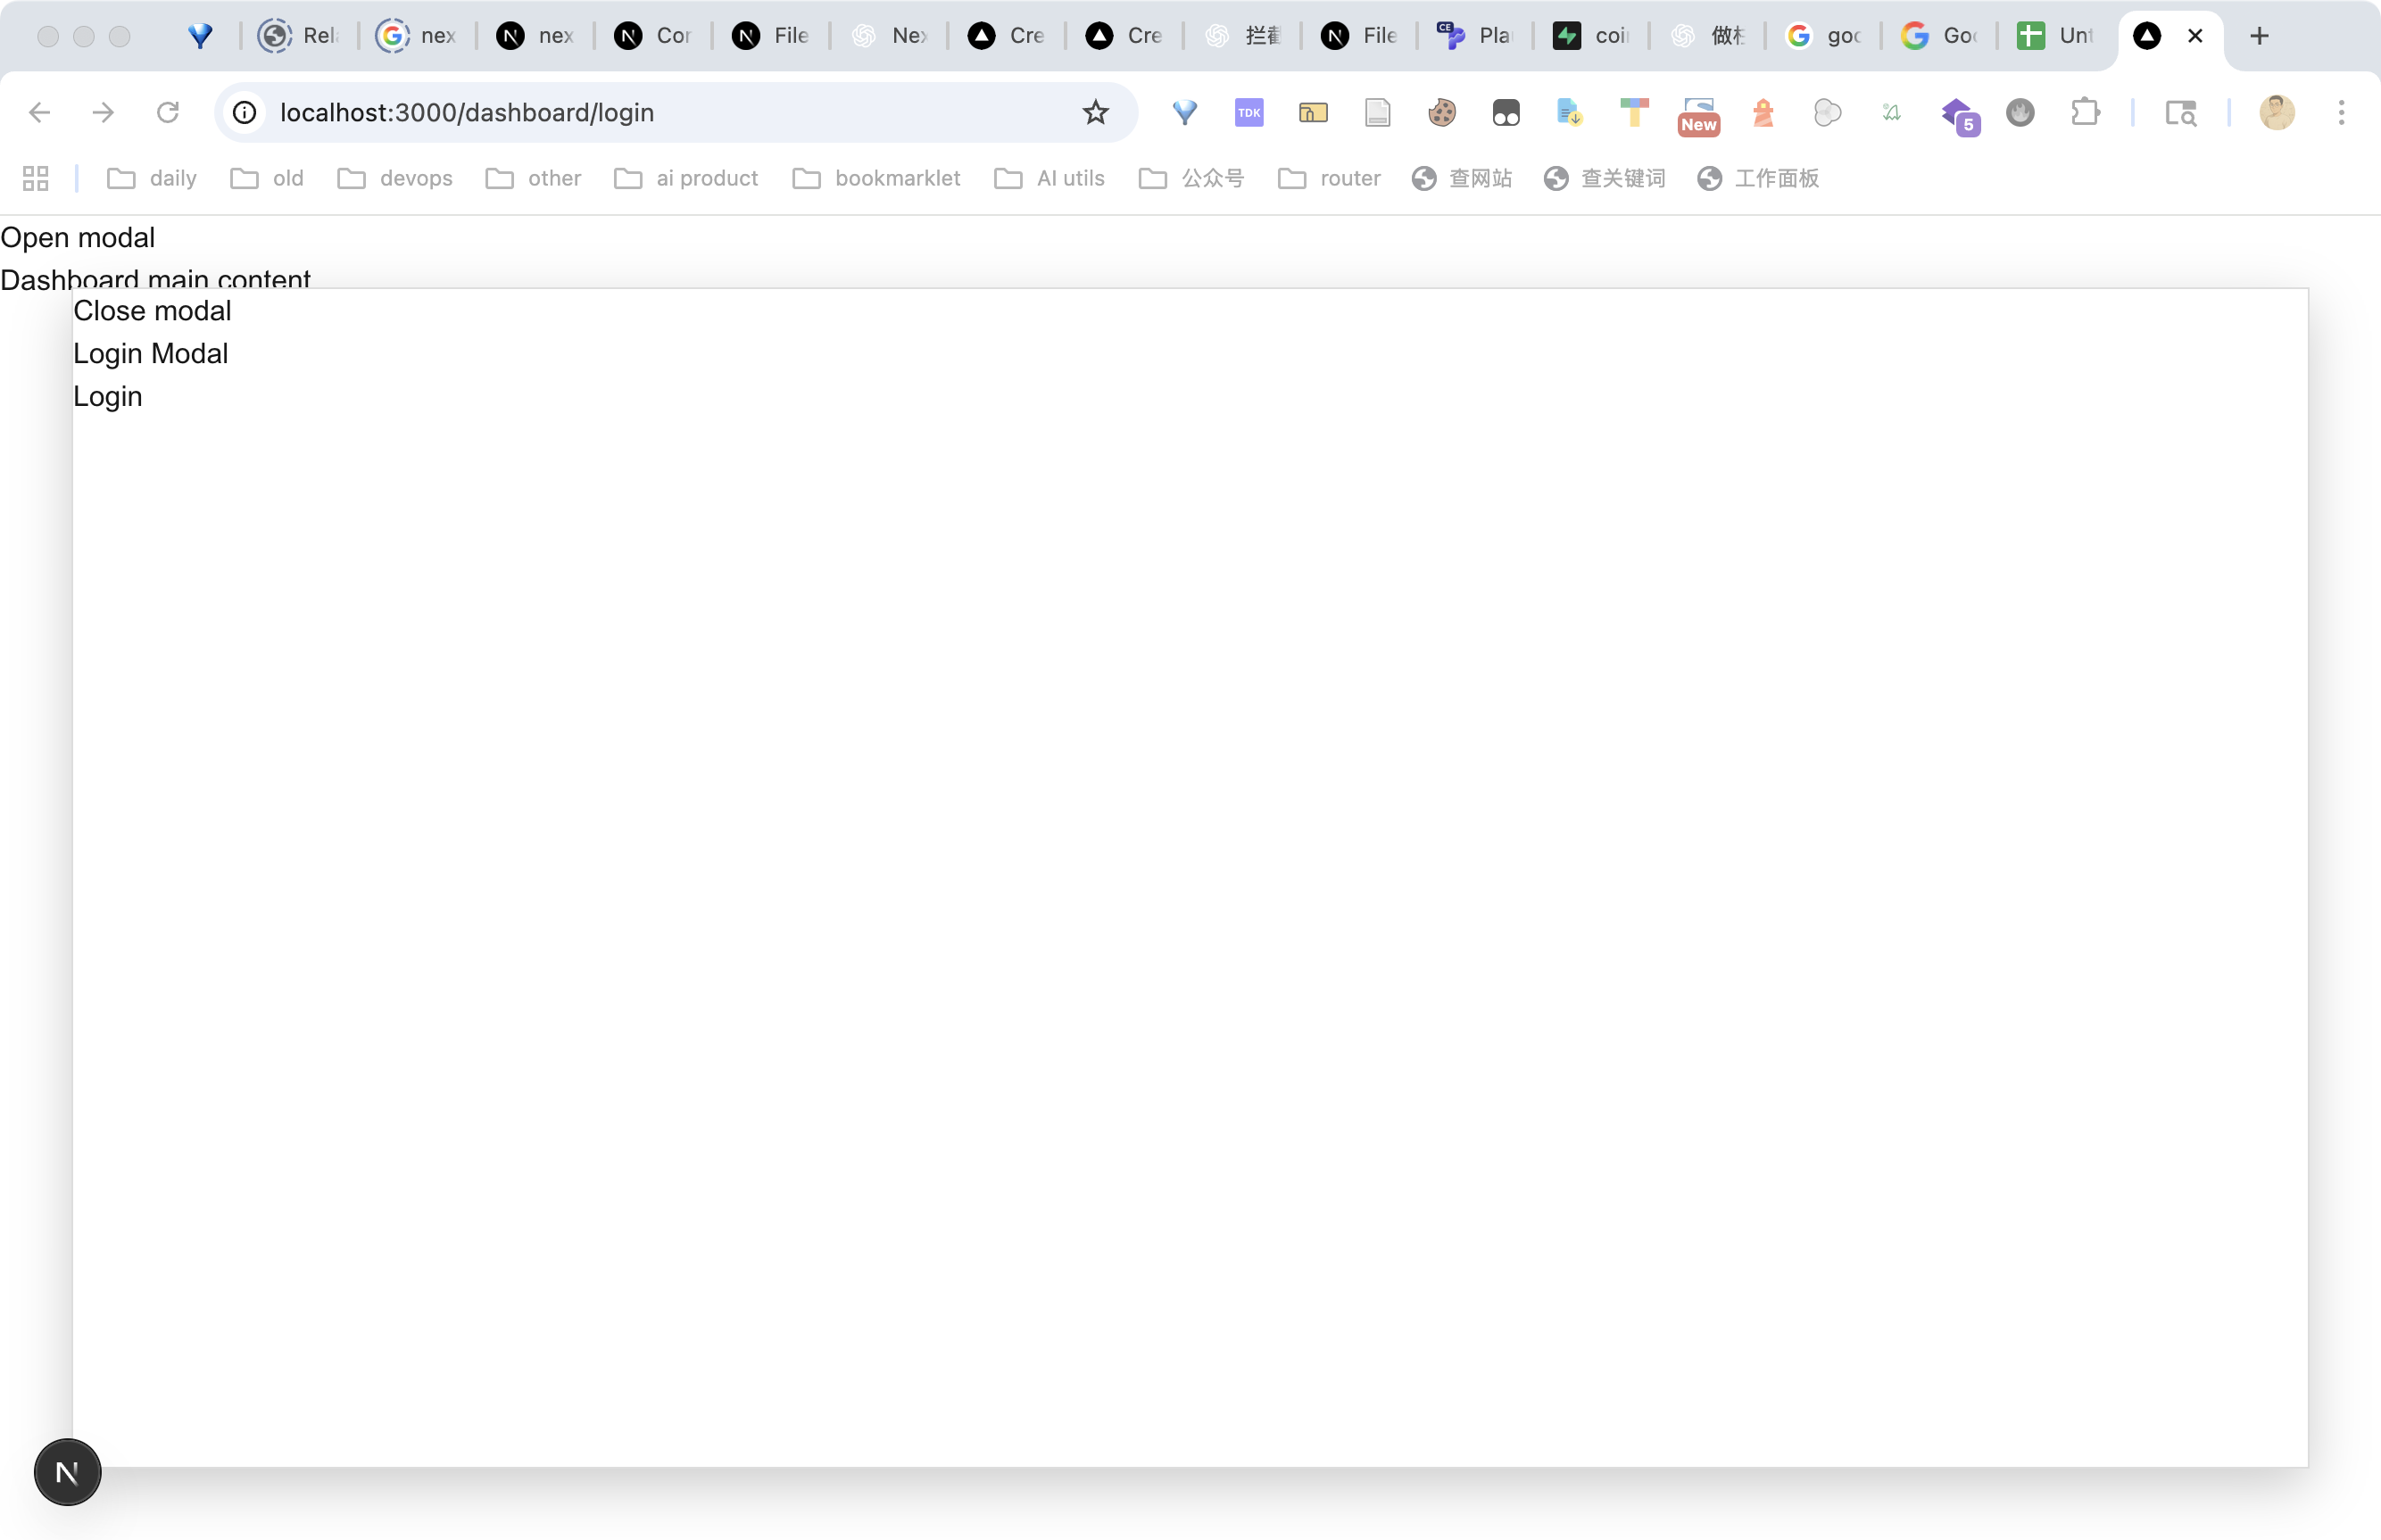 Rel nex nex Cor File Nex Cre Cre 拦 File Pla coi 做 goo Goo Unt
localhost:3000/dashboard/login TDK New 5
daily old devops other ai product bookmarklet AI utils 公众号 router 查网站 查关键词 工作面板
Open modal
Dashboard main content
Close modal
Login Modal
Login
N